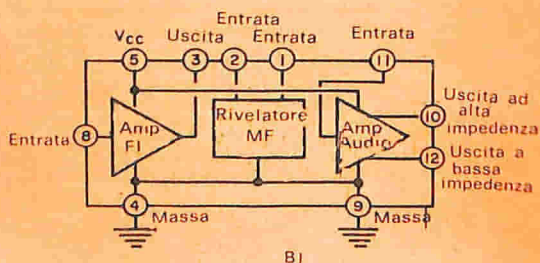 Entrata
Vcc Uscita Entrata Entrata
5 3 2 1 11
Uscita ad
10 alta
impedenza
Entrata 8
Amp
FI
Rivelatore
MF
Amp
Audio
12 Uscita a
bassa
impedenza
4 Massa 9 Massa
B)